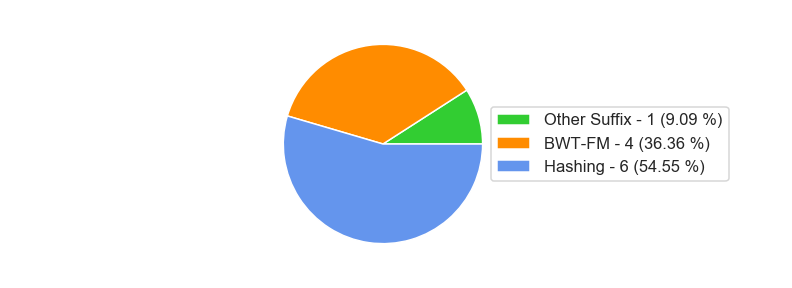 Other Suffix - 1 (9.09 %)
BWT-FM - 4 (36.36 %)
Hashing - 6 (54.55 %)